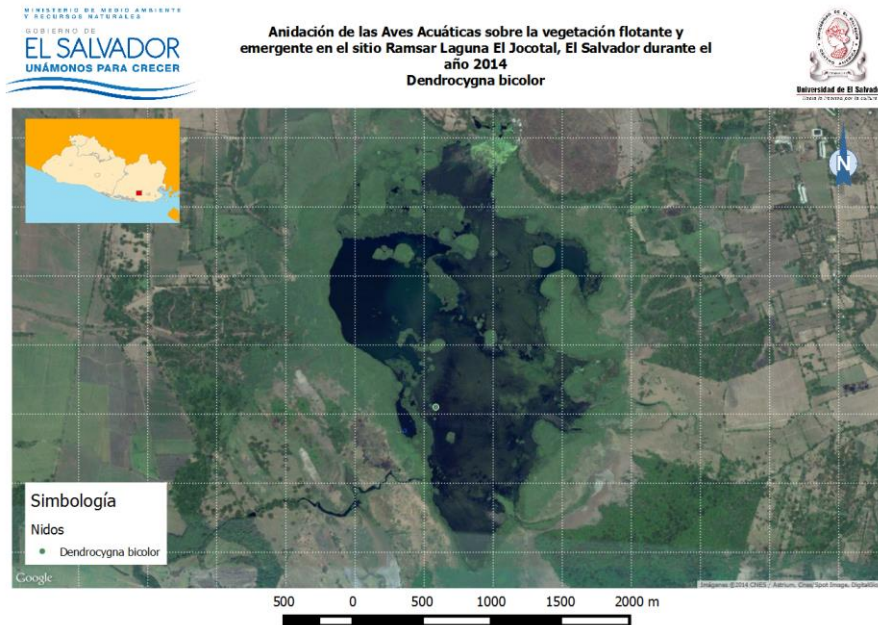 MINISTERIO DE MEDIO AMBIENTE
Y RECURSOS NATURALES
GOBIERNO DE
EL SALVADOR
UNÁMONOS PARA CRECER
Anidación de las Aves Acuáticas sobre la vegetación flotante y
emergente en el sitio Ramsar Laguna El Jocotal, El Salvador durante el
año 2014
Dendrocygna bicolor
Universidad de El Salvado
N
Simbología
Nidos
Dendrocygna bicolor
Google
Imágenes ©2014 CNES / Astrium, Cnes/Spot Image, DigitalGlo
500 0 500 1000 1500 2000 m